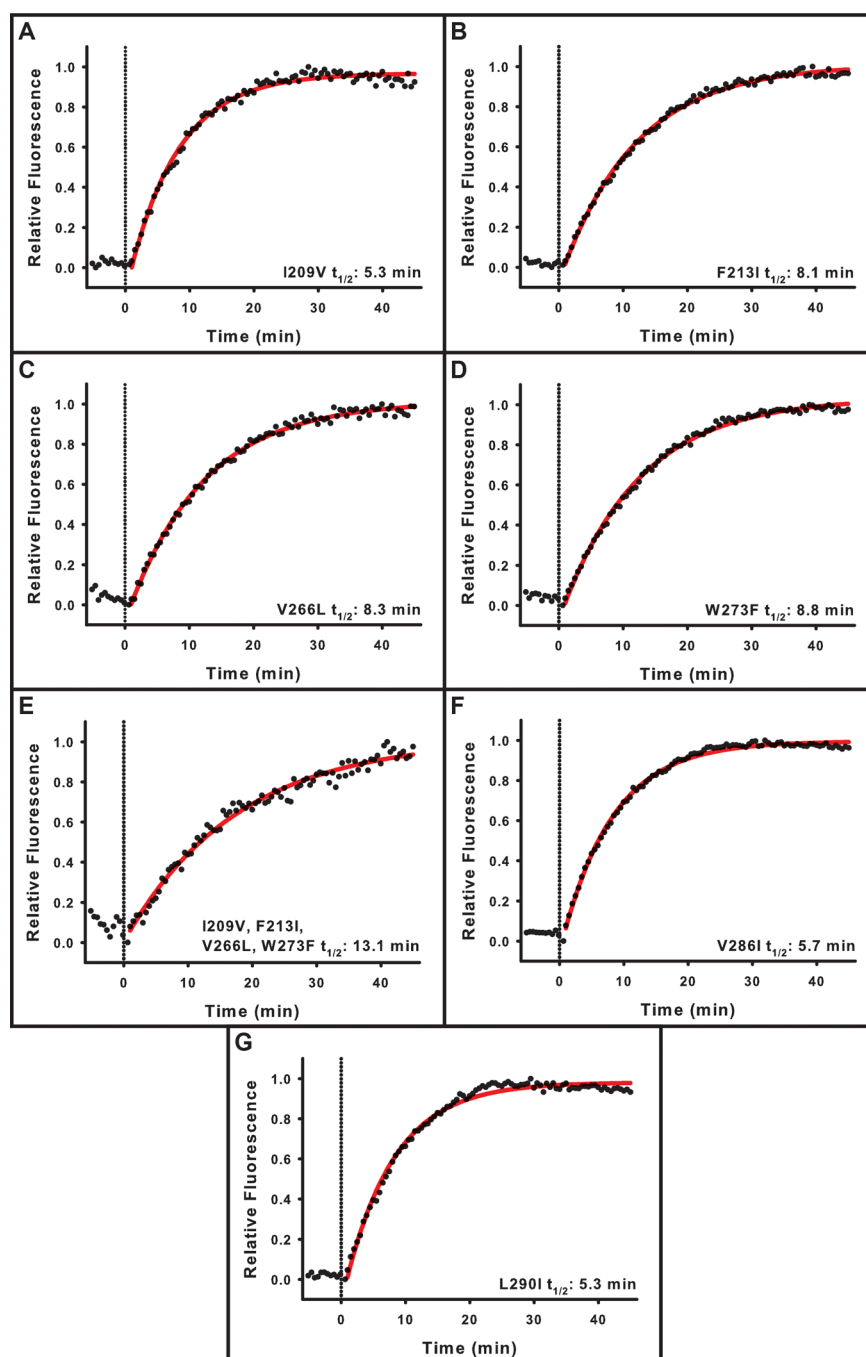 A
Relative Fluorescence
1.0
0.8
0.6
0.4
0.2
0.0
I209V t1/2: 5.3 min
0 10 20 30 40
Time (min)
B
Relative Fluorescence
1.0
0.8
0.6
0.4
0.2
0.0
F213I t1/2: 8.1 min
0 10 20 30 40
Time (min)
C
Relative Fluorescence
1.0
0.8
0.6
0.4
0.2
0.0
V266L t1/2: 8.3 min
0 10 20 30 40
Time (min)
D
Relative Fluorescence
1.0
0.8
0.6
0.4
0.2
0.0
W273F t1/2: 8.8 min
0 10 20 30 40
Time (min)
E
Relative Fluorescence
1.0
0.8
0.6
0.4
0.2
0.0
I209V, F213I,
V266L, W273F t1/2: 13.1 min
0 10 20 30 40
Time (min)
F
Relative Fluorescence
1.0
0.8
0.6
0.4
0.2
0.0
V286I t1/2: 5.7 min
0 10 20 30 40
Time (min)
G
Relative Fluorescence
1.0
0.8
0.6
0.4
0.2
0.0
L290I t1/2: 5.3 min
0 10 20 30 40
Time (min)